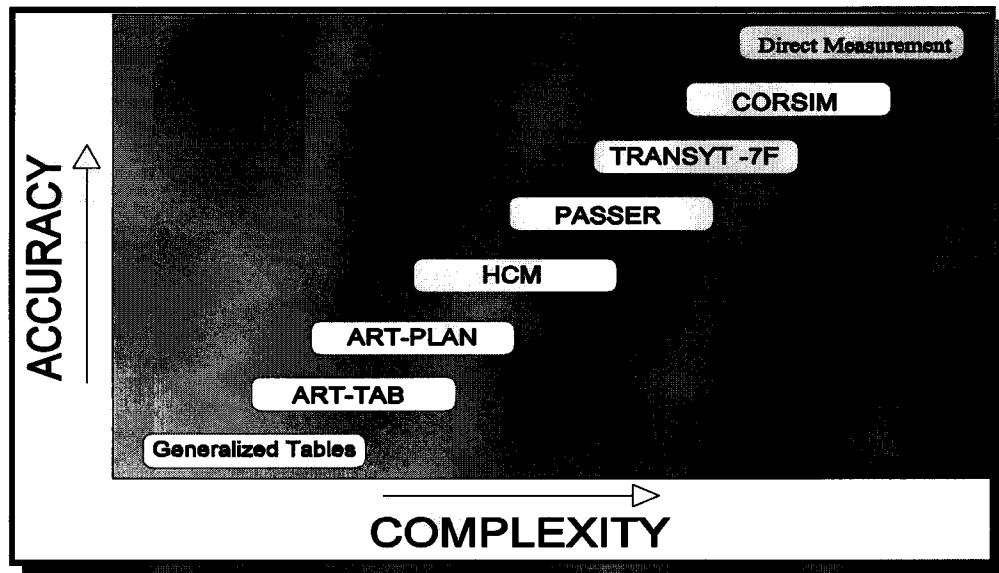 Direct Measurement
CORSIM
TRANSYT -7F
PASSER
HCM
ART-PLAN
ART-TAB
Generalized Tables
ACCURACY
COMPLEXITY